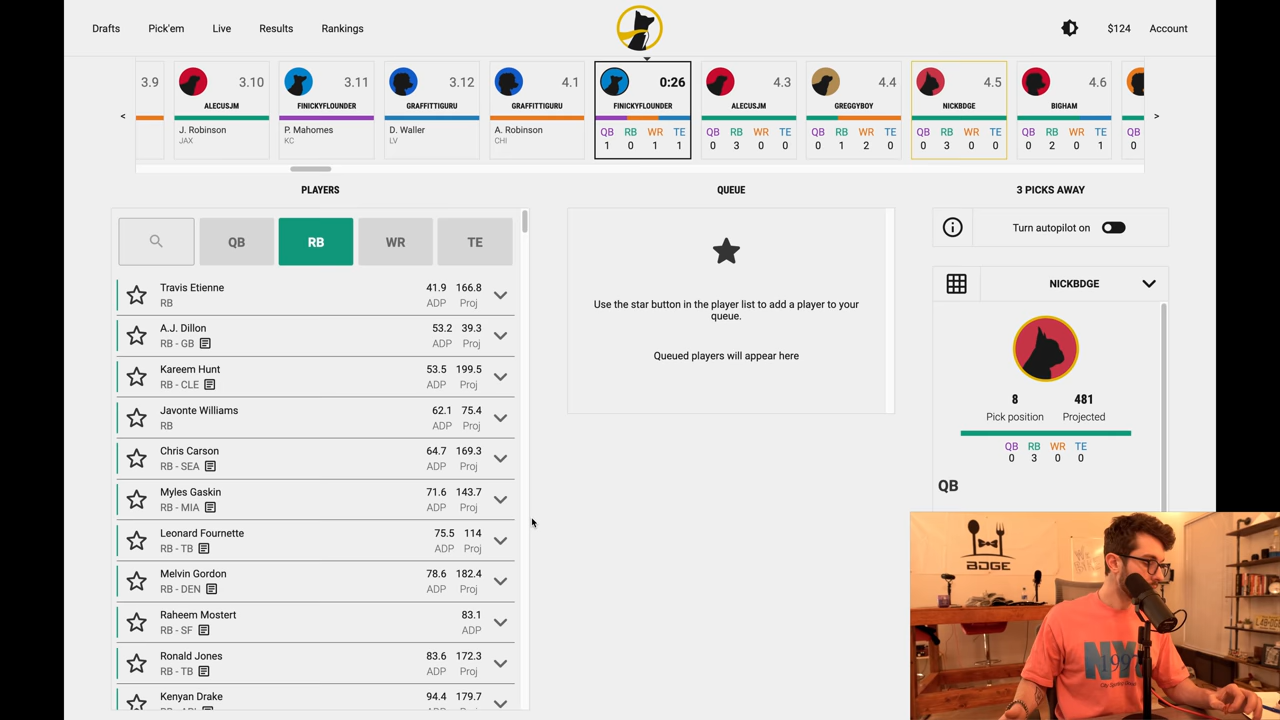 Drafts Pick'em Live Results Rankings $124 Account
3.9 3.10 3.11 3.12 4.1 0:26 4.3 4.4 4.5 4.6
ALECUSJM FINICKYFLOUNDER GRAFFITIGURU GRAFFITIGURU FINICKYFLOUNDER ALECUSJM GREGGYBOY NICKBDGE BIGHAM
J. Robinson P. Mahomes D. Waller A. Robinson QB RB WR TE QB RB WR TE QB RB WR TE QB RB WR TE QB RB WR TE QB
JAX KC LV CHI 1 0 1 1 0 3 0 0 0 1 2 0 0 3 0 0 0 2 0 1 0
< >
PLAYERS
QB RB WR TE
Travis Etienne 41.9 166.8
RB ADP Proj
A.J. Dillon 53.2 39.3
RB - GB ADP Proj
Kareem Hunt 53.5 199.5
RB - CLE ADP Proj
Javonte Williams 62.1 75.4
RB ADP Proj
Chris Carson 64.7 169.3
RB - SEA ADP Proj
Myles Gaskin 71.6 143.7
RB - MIA ADP Proj
Leonard Fournette 75.5 114
RB - TB ADP Proj
Melvin Gordon 78.6 182.4
RB - DEN ADP Proj
Raheem Mostert 83.1
RB - SF ADP
Ronald Jones 83.6 172.3
RB - TB ADP Proj
Kenyan Drake 94.4 179.7
QUEUE
Use the star button in the player list to add a player to your
queue.
Queued players will appear here
3 PICKS AWAY
Turn autopilot on
NICKBDGE
8 481
Pick position Projected
QB RB WR TE
0 3 0 0
QB
BDGE